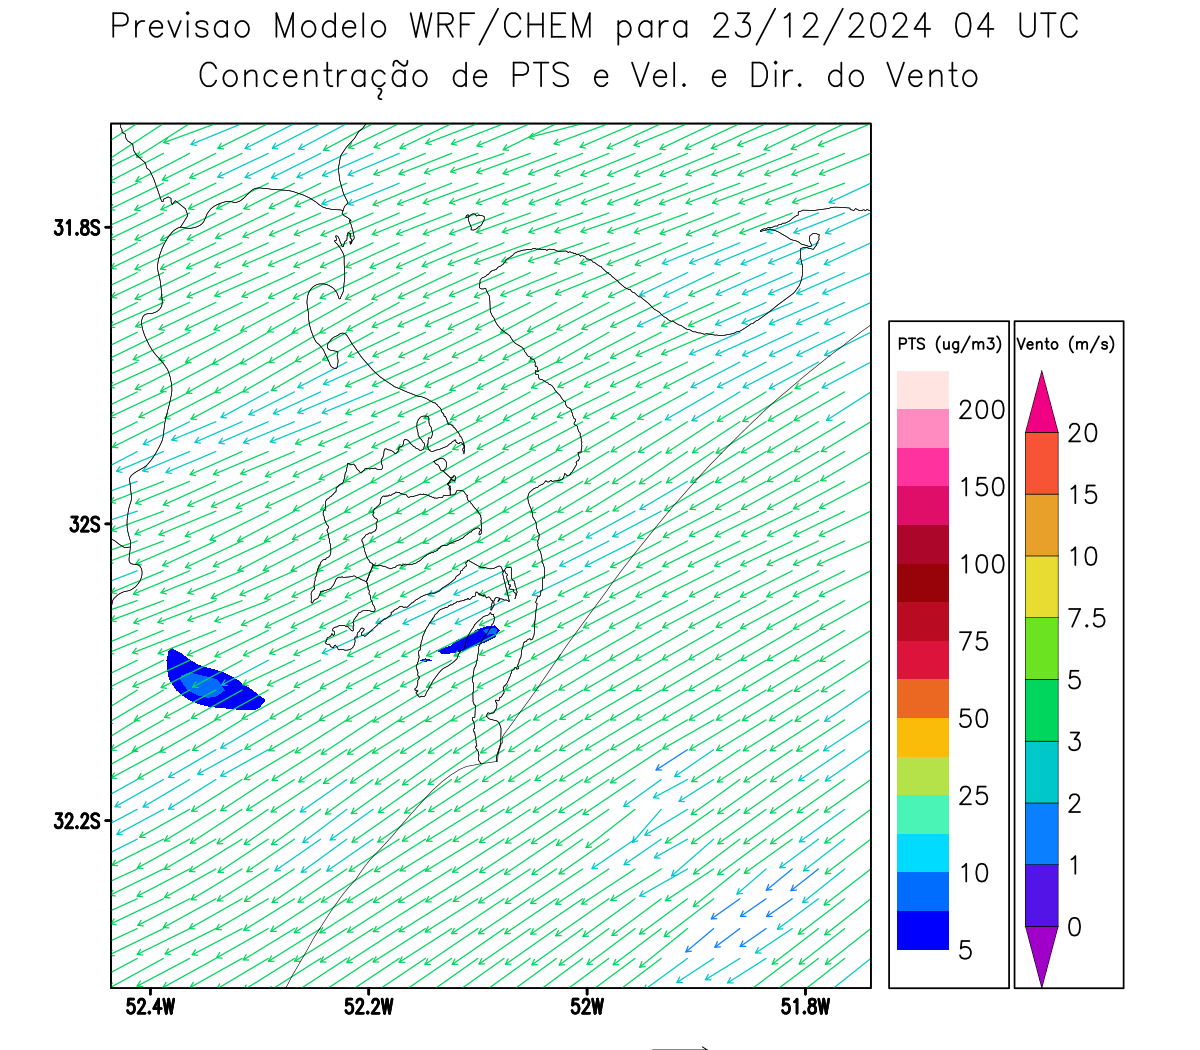 Previsao Modelo WRF/CHEM para 23/12/2024 04 UTC
Concentração de PTS e Vel. e Dir. do Vento
31.8S
32S
32.2S
52.4W
52.2W
52W
51.8W
PTS (ug/m3)
200
150
100
75
50
25
10
5
Vento (m/s)
20
15
10
7.5
5
3
2
1
0